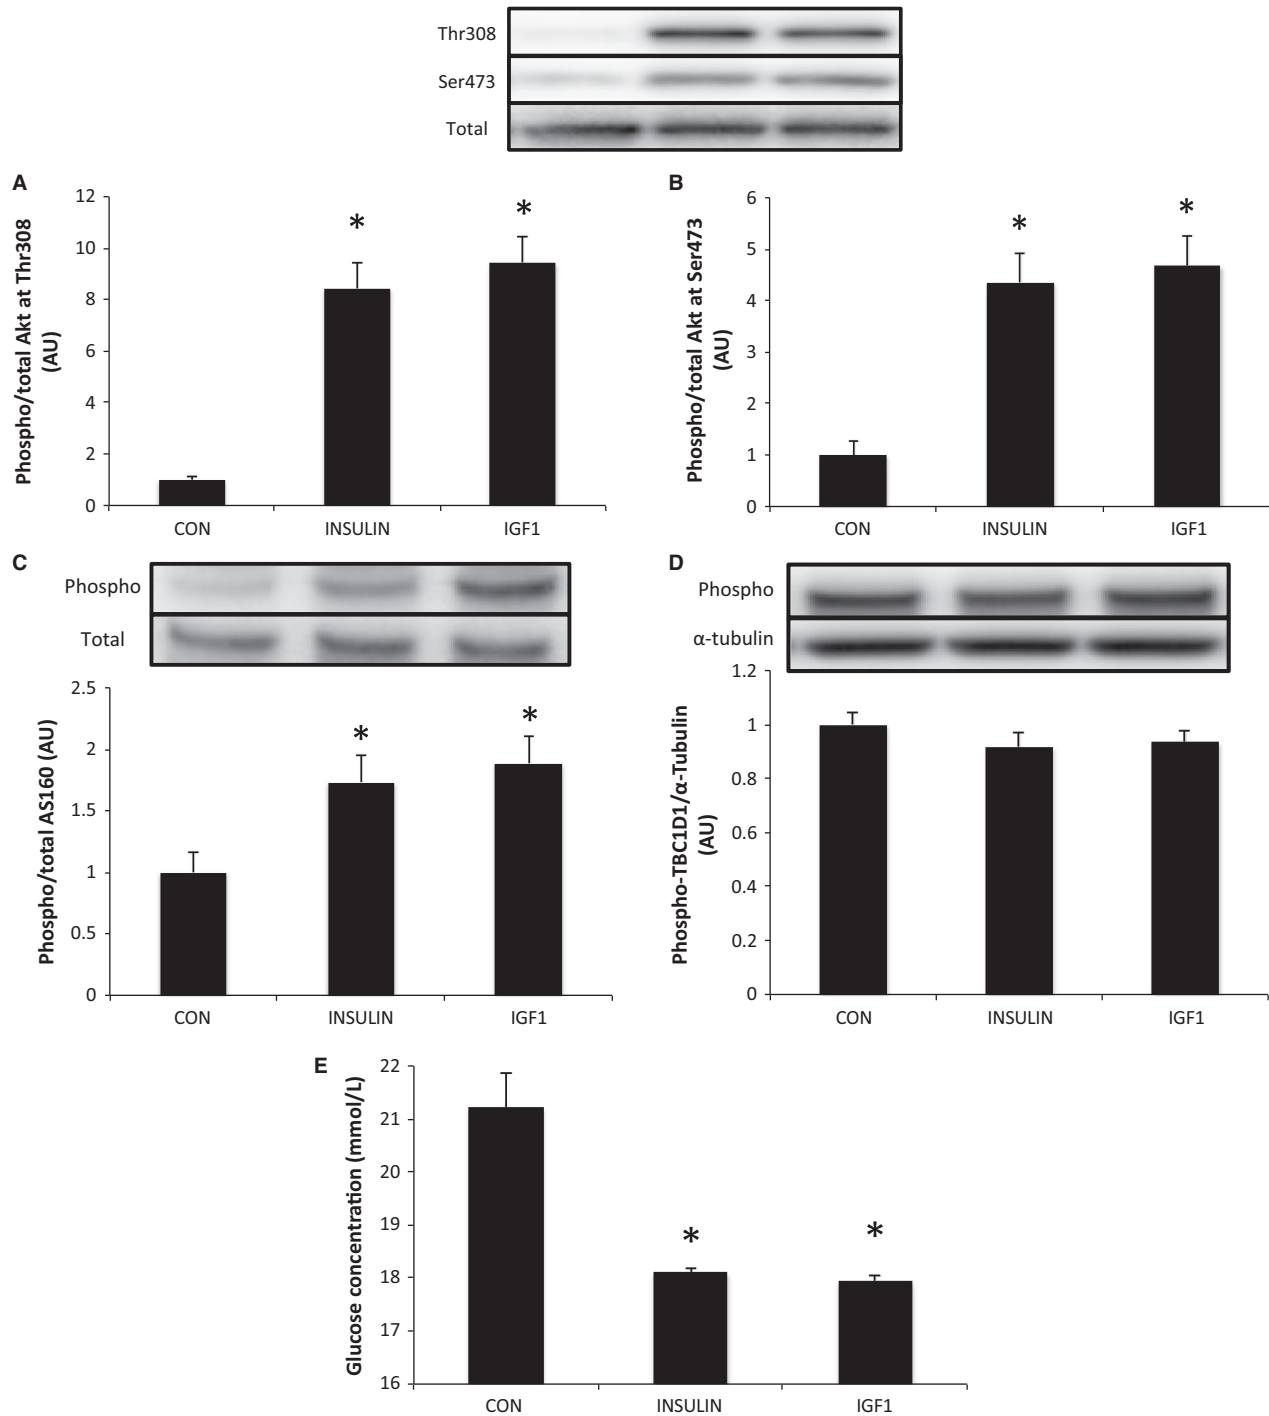 Thr308
Ser473
Total
A
Phospho/total Akt at Thr308
(AU)
12
10
8
6
4
2
0
*
*
CON INSULIN IGF1
B
Phospho/total Akt at Ser473
(AU)
6
5
4
3
2
1
0
*
*
CON INSULIN IGF1
C
Phospho
Total
Phospho/total AS160 (AU)
2.5
2
1.5
1
0.5
0
*
*
CON INSULIN IGF1
D
Phospho
α-tubulin
Phospho-TBC1D1/α-Tubulin
(AU)
1.2
1
0.8
0.6
0.4
0.2
0
CON INSULIN IGF1
E
Glucose concentration (mmol/L)
22
21
20
19
18
17
16
*
*
CON INSULIN IGF1